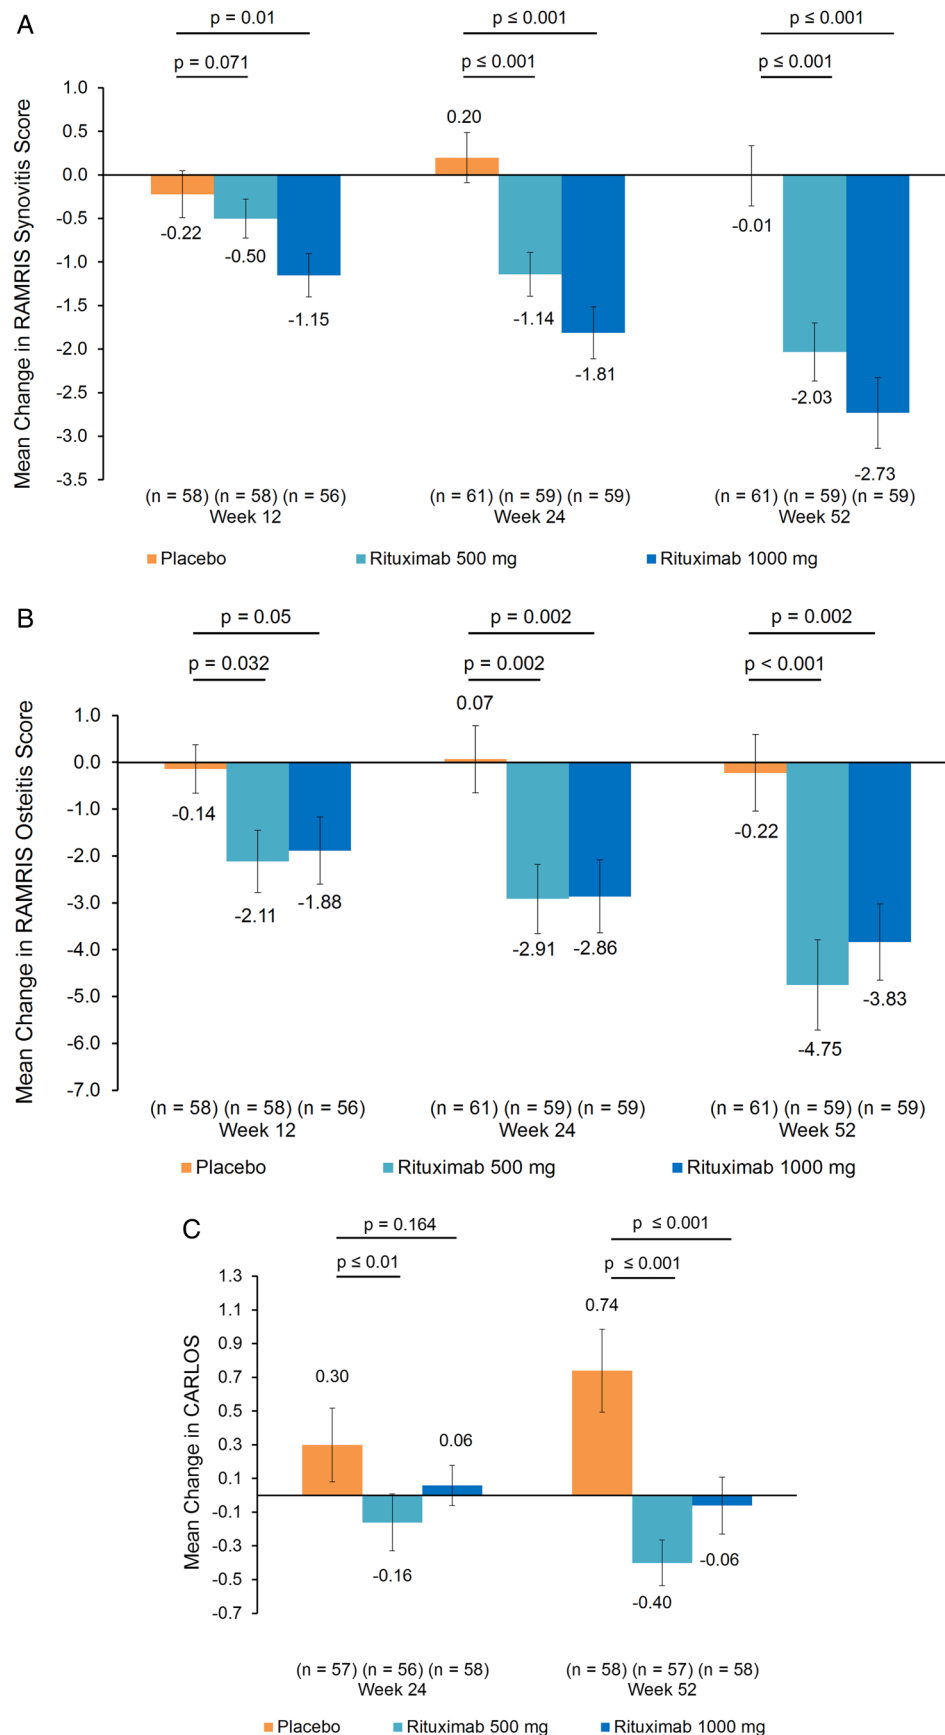 A
p = 0.01 p ≤ 0.001 p ≤ 0.001
p = 0.071 p ≤ 0.001 p ≤ 0.001
Mean Change in RAMRIS Synovitis Score
1.0
0.5
0.0
-0.5
-1.0
-1.5
-2.0
-2.5
-3.0
-3.5
-0.22 -0.50 -1.15
0.20 -1.14 -1.81
-0.01 -2.03 -2.73
(n = 58) (n = 58) (n = 56) (n = 61) (n = 59) (n = 59) (n = 61) (n = 59) (n = 59)
Week 12 Week 24 Week 52
Placebo Rituximab 500 mg Rituximab 1000 mg
B
p = 0.05 p = 0.002 p = 0.002
p = 0.032 p = 0.002 p < 0.001
Mean Change in RAMRIS Osteitis Score
1.0
0.0
-1.0
-2.0
-3.0
-4.0
-5.0
-6.0
-7.0
-0.14 -2.11 -1.88
0.07 -2.91 -2.86
-0.22 -4.75 -3.83
(n = 58) (n = 58) (n = 56) (n = 61) (n = 59) (n = 59) (n = 61) (n = 59) (n = 59)
Week 12 Week 24 Week 52
Placebo Rituximab 500 mg Rituximab 1000 mg
C
p = 0.164 p ≤ 0.001
p ≤ 0.01 p ≤ 0.001
Mean Change in CARLOS
1.3
1.1
0.9
0.7
0.5
0.3
0.1
-0.1
-0.3
-0.5
-0.7
0.30 -0.16 0.06
0.74 -0.40 -0.06
(n = 57) (n = 56) (n = 58) (n = 58) (n = 57) (n = 58)
Week 24 Week 52
Placebo Rituximab 500 mg Rituximab 1000 mg